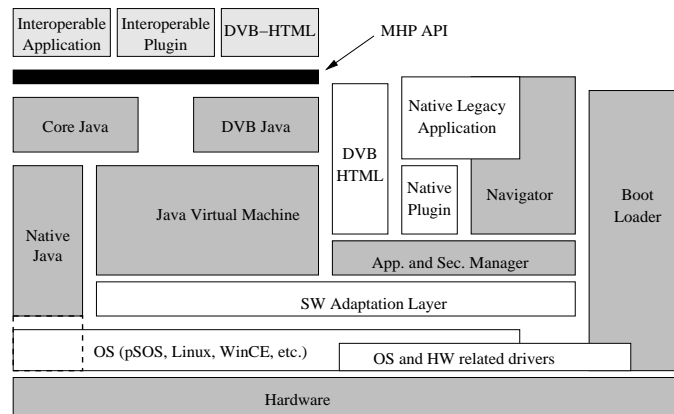 Interoperable
Application
Interoperable
Plugin
DVB−HTML
MHP API
Core Java
DVB Java
DVB
HTML
Native Legacy
Application
Native
Java
Java Virtual Machine
Native
Plugin
Navigator
Boot
Loader
App. and Sec. Manager
SW Adaptation Layer
OS (pSOS, Linux, WinCE, etc.)
OS and HW related drivers
Hardware